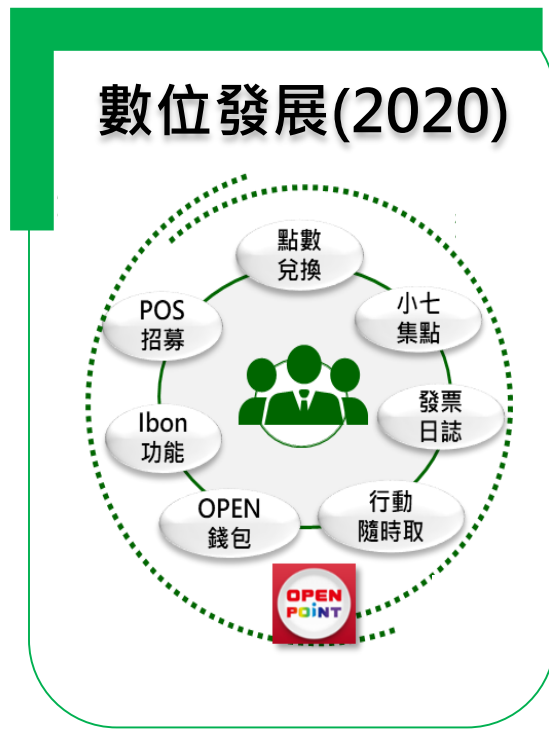 數位發展(2020)
點數
兌換
小七
集點
發票
日誌
行動
隨時取
OPEN
錢包
Ibon
功能
POS
招募
OPEN
POiNT